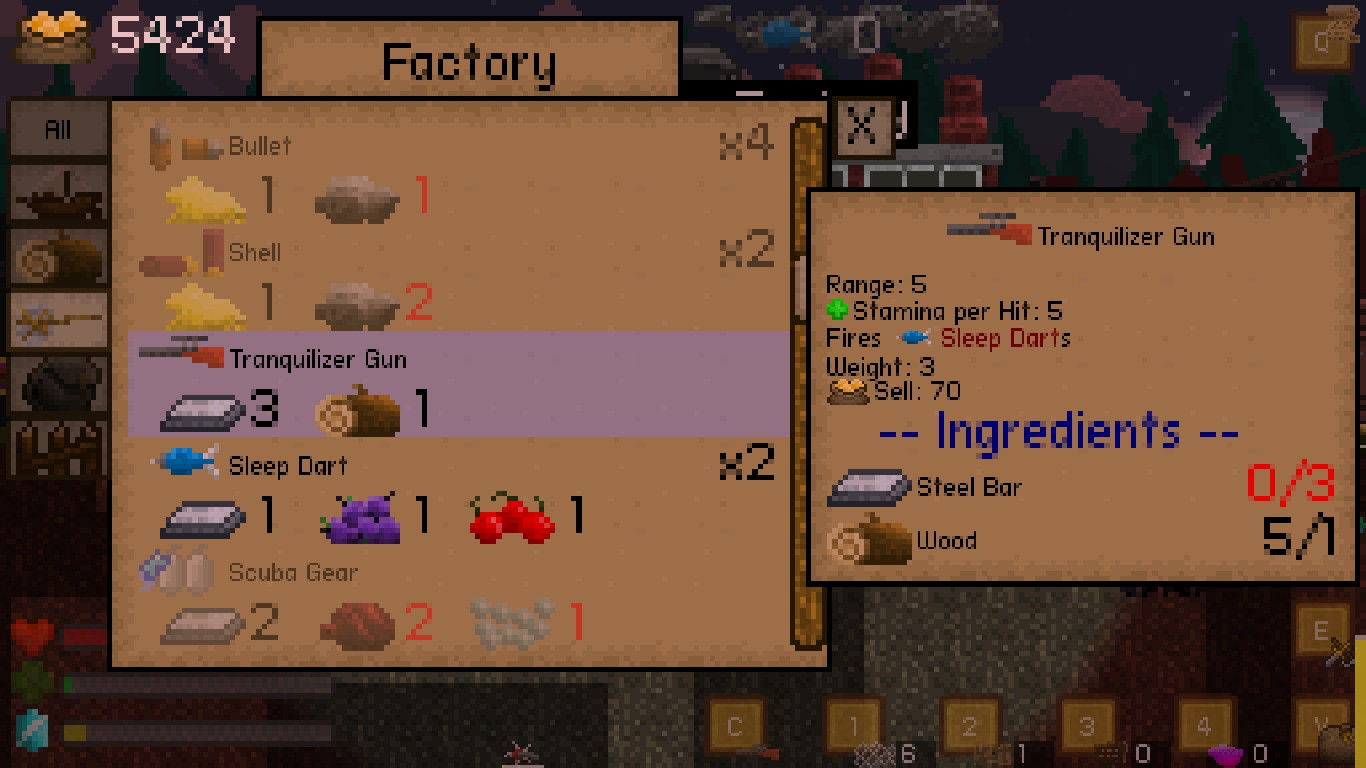 5424
Factory
0
Q
All
X
Bullet x4
1 1
Shell x2
1 2
Tranquilizer Gun
3 1
Sleep Dart x2
1 1 1
Scuba Gear
2 2 1
Tranquilizer Gun
Range: 5
Stamina per Hit: 5
Fires Sleep Darts
Weight: 3
Sell: 70
-- Ingredients --
Steel Bar 0/3
Wood 5/1
E
C 1 2 3 4 V
6 1 0 0